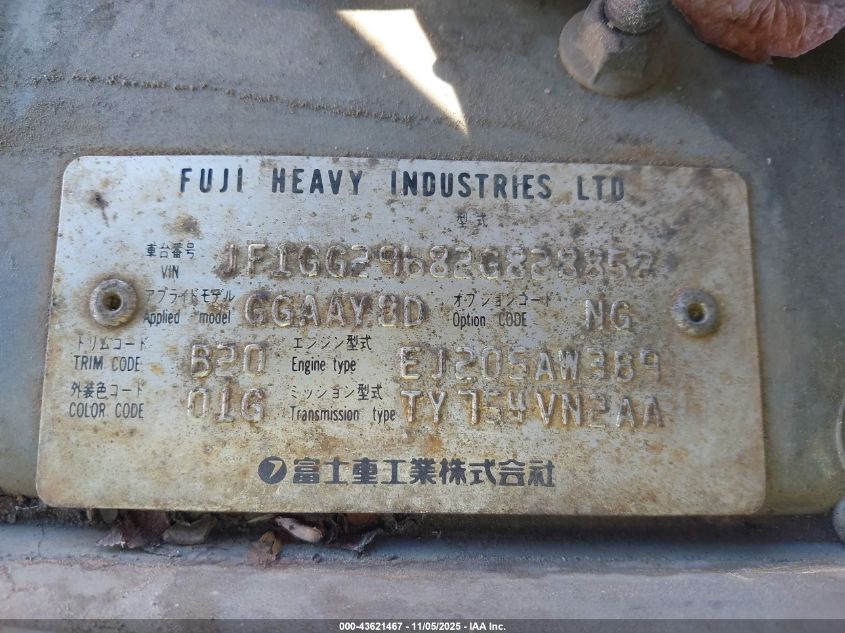 FUJI HEAVY INDUSTRIES LTD
型式
車台番号 JF1GG29682G828852
VIN
アプライドモデル GGAAY8D オプションコード NG
Applied model Option CODE
トリムコード B20 エンジン型式 EJ205AW3B9
TRIM CODE Engine type
外装色コード 01G ミッション型式 TY754VN2AA
COLOR CODE Transmission type
富士重工業株式会社
000-43621467 - 11/05/2025 - IAA Inc.